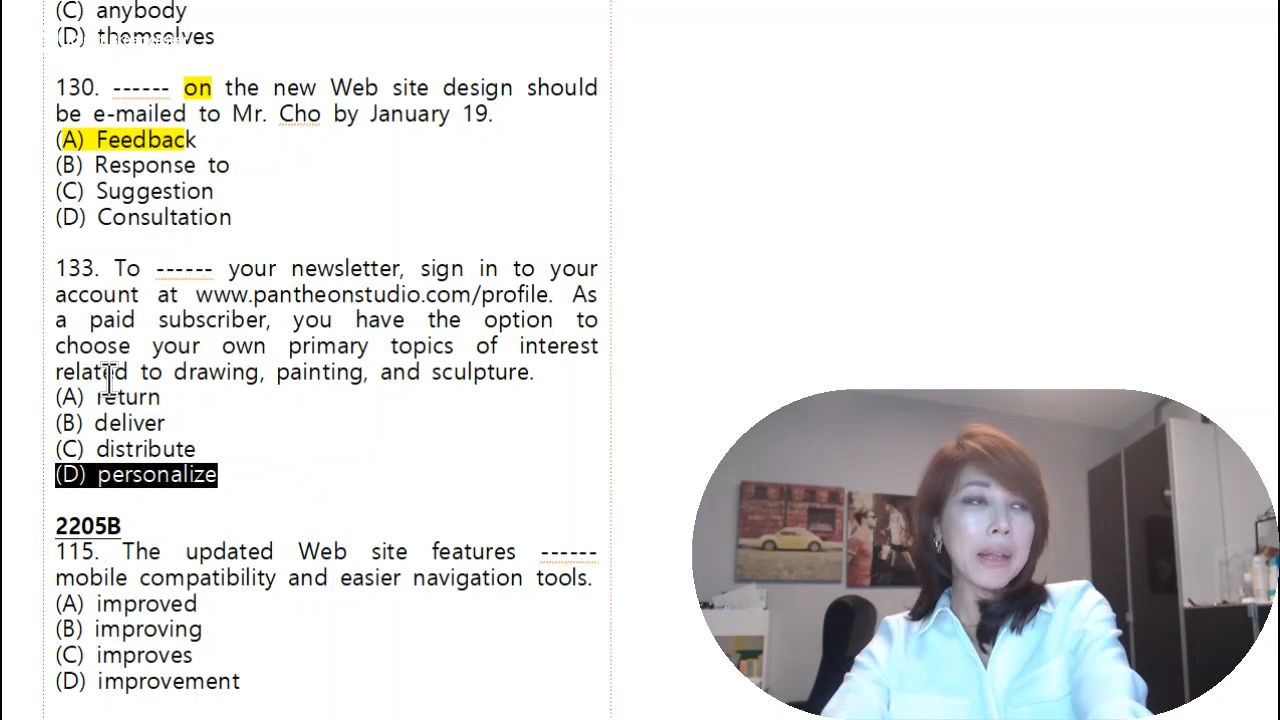 (C) anybody
(D) themselves
130. ------ on the new Web site design should
be e-mailed to Mr. Cho by January 19.
(A) Feedback
(B) Response to
(C) Suggestion
(D) Consultation
133. To ------ your newsletter, sign in to your
account at www.pantheonstudio.com/profile. As
a paid subscriber, you have the option to
choose your own primary topics of interest
related to drawing, painting, and sculpture.
(A) return
(B) deliver
(C) distribute
(D) personalize
2205B
115. The updated Web site features ------
mobile compatibility and easier navigation tools.
(A) improved
(B) improving
(C) improves
(D) improvement